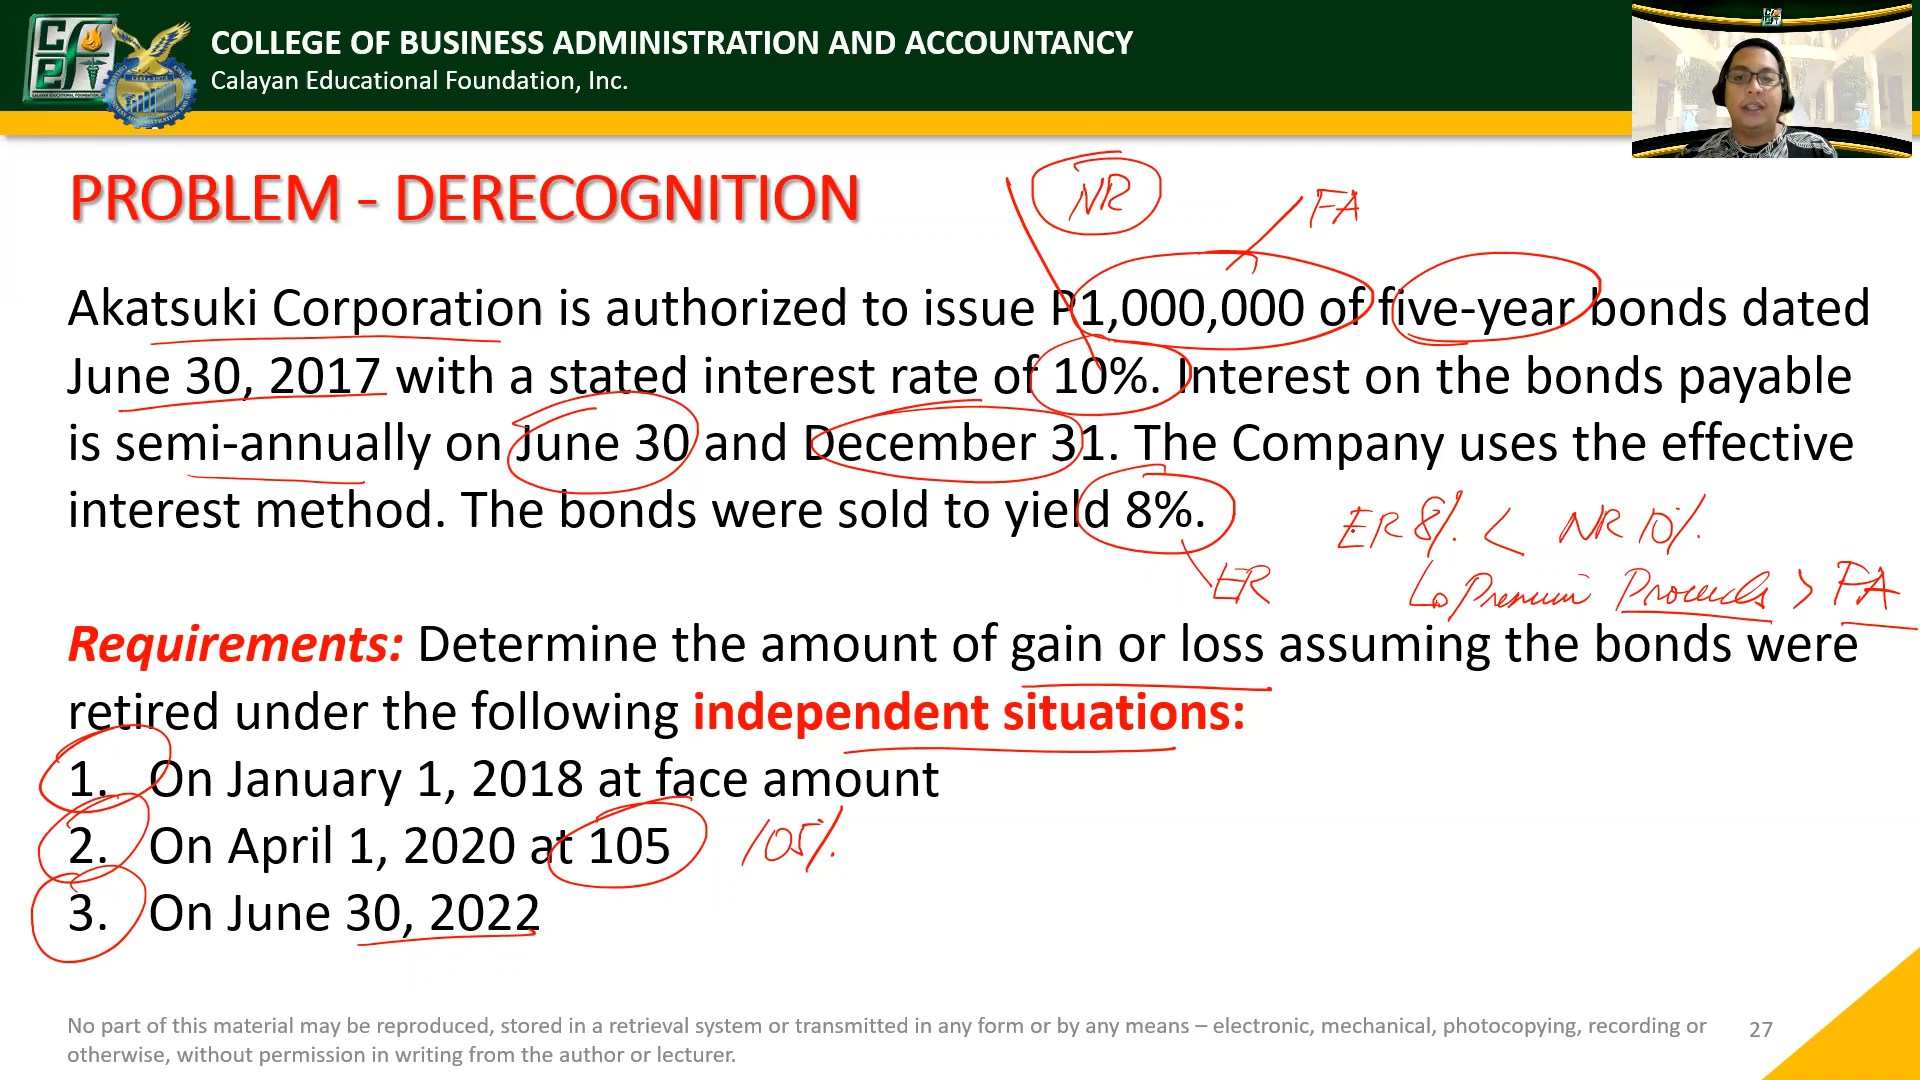 COLLEGE OF BUSINESS ADMINISTRATION AND ACCOUNTANCY
Calayan Educational Foundation, Inc.
PROBLEM - DERECOGNITION
NR
FA
Akatsuki Corporation is authorized to issue P1,000,000 of five-year bonds dated
June 30, 2017 with a stated interest rate of 10%. Interest on the bonds payable
is semi-annually on June 30 and December 31. The Company uses the effective
interest method. The bonds were sold to yield 8%.
ER 8% < NR 10%
ER
Premium Proceeds > FA
Requirements: Determine the amount of gain or loss assuming the bonds were
retired under the following independent situations:
1. On January 1, 2018 at face amount
2. On April 1, 2020 at 105
105%
3. On June 30, 2022
No part of this material may be reproduced, stored in a retrieval system or transmitted in any form or by any means – electronic, mechanical, photocopying, recording or
otherwise, without permission in writing from the author or lecturer.
27